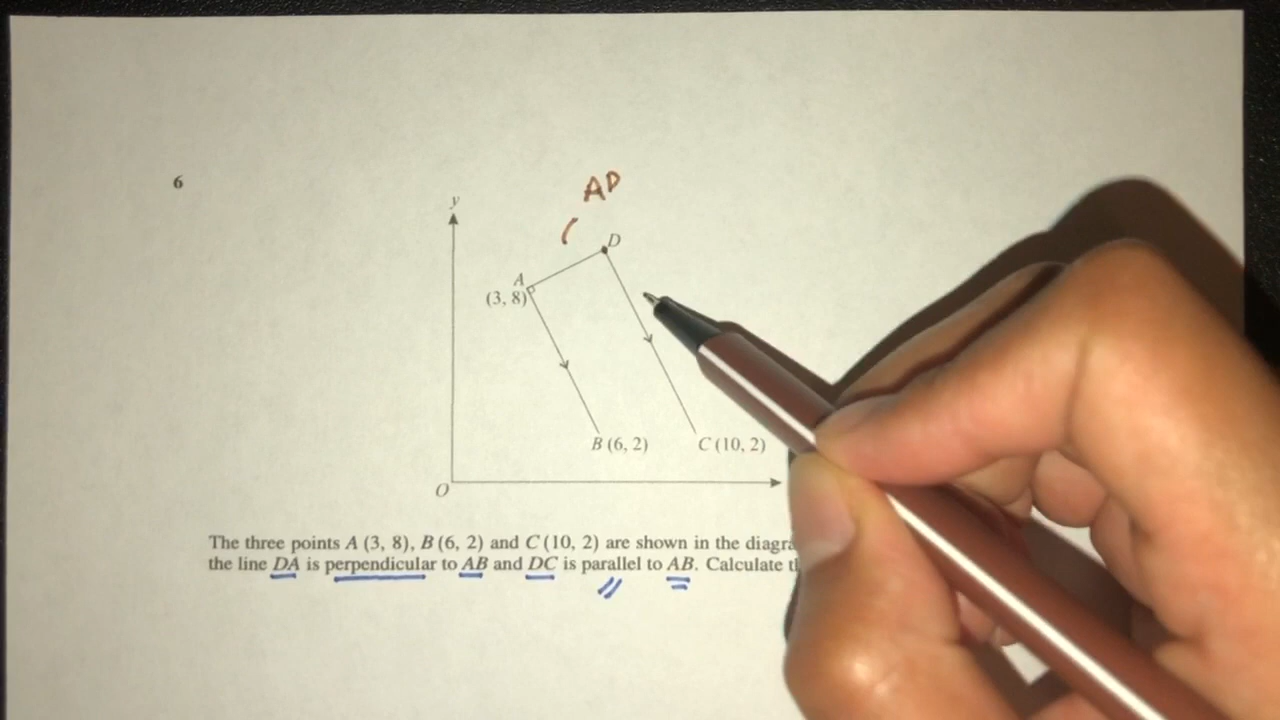 6
AD
y
(
D
A
(3, 8)
B (6, 2)
C (10, 2)
O
The three points A (3, 8), B (6, 2) and C (10, 2) are shown in the
the line DA is perpendicular to AB and DC is parallel to AB. Calculate